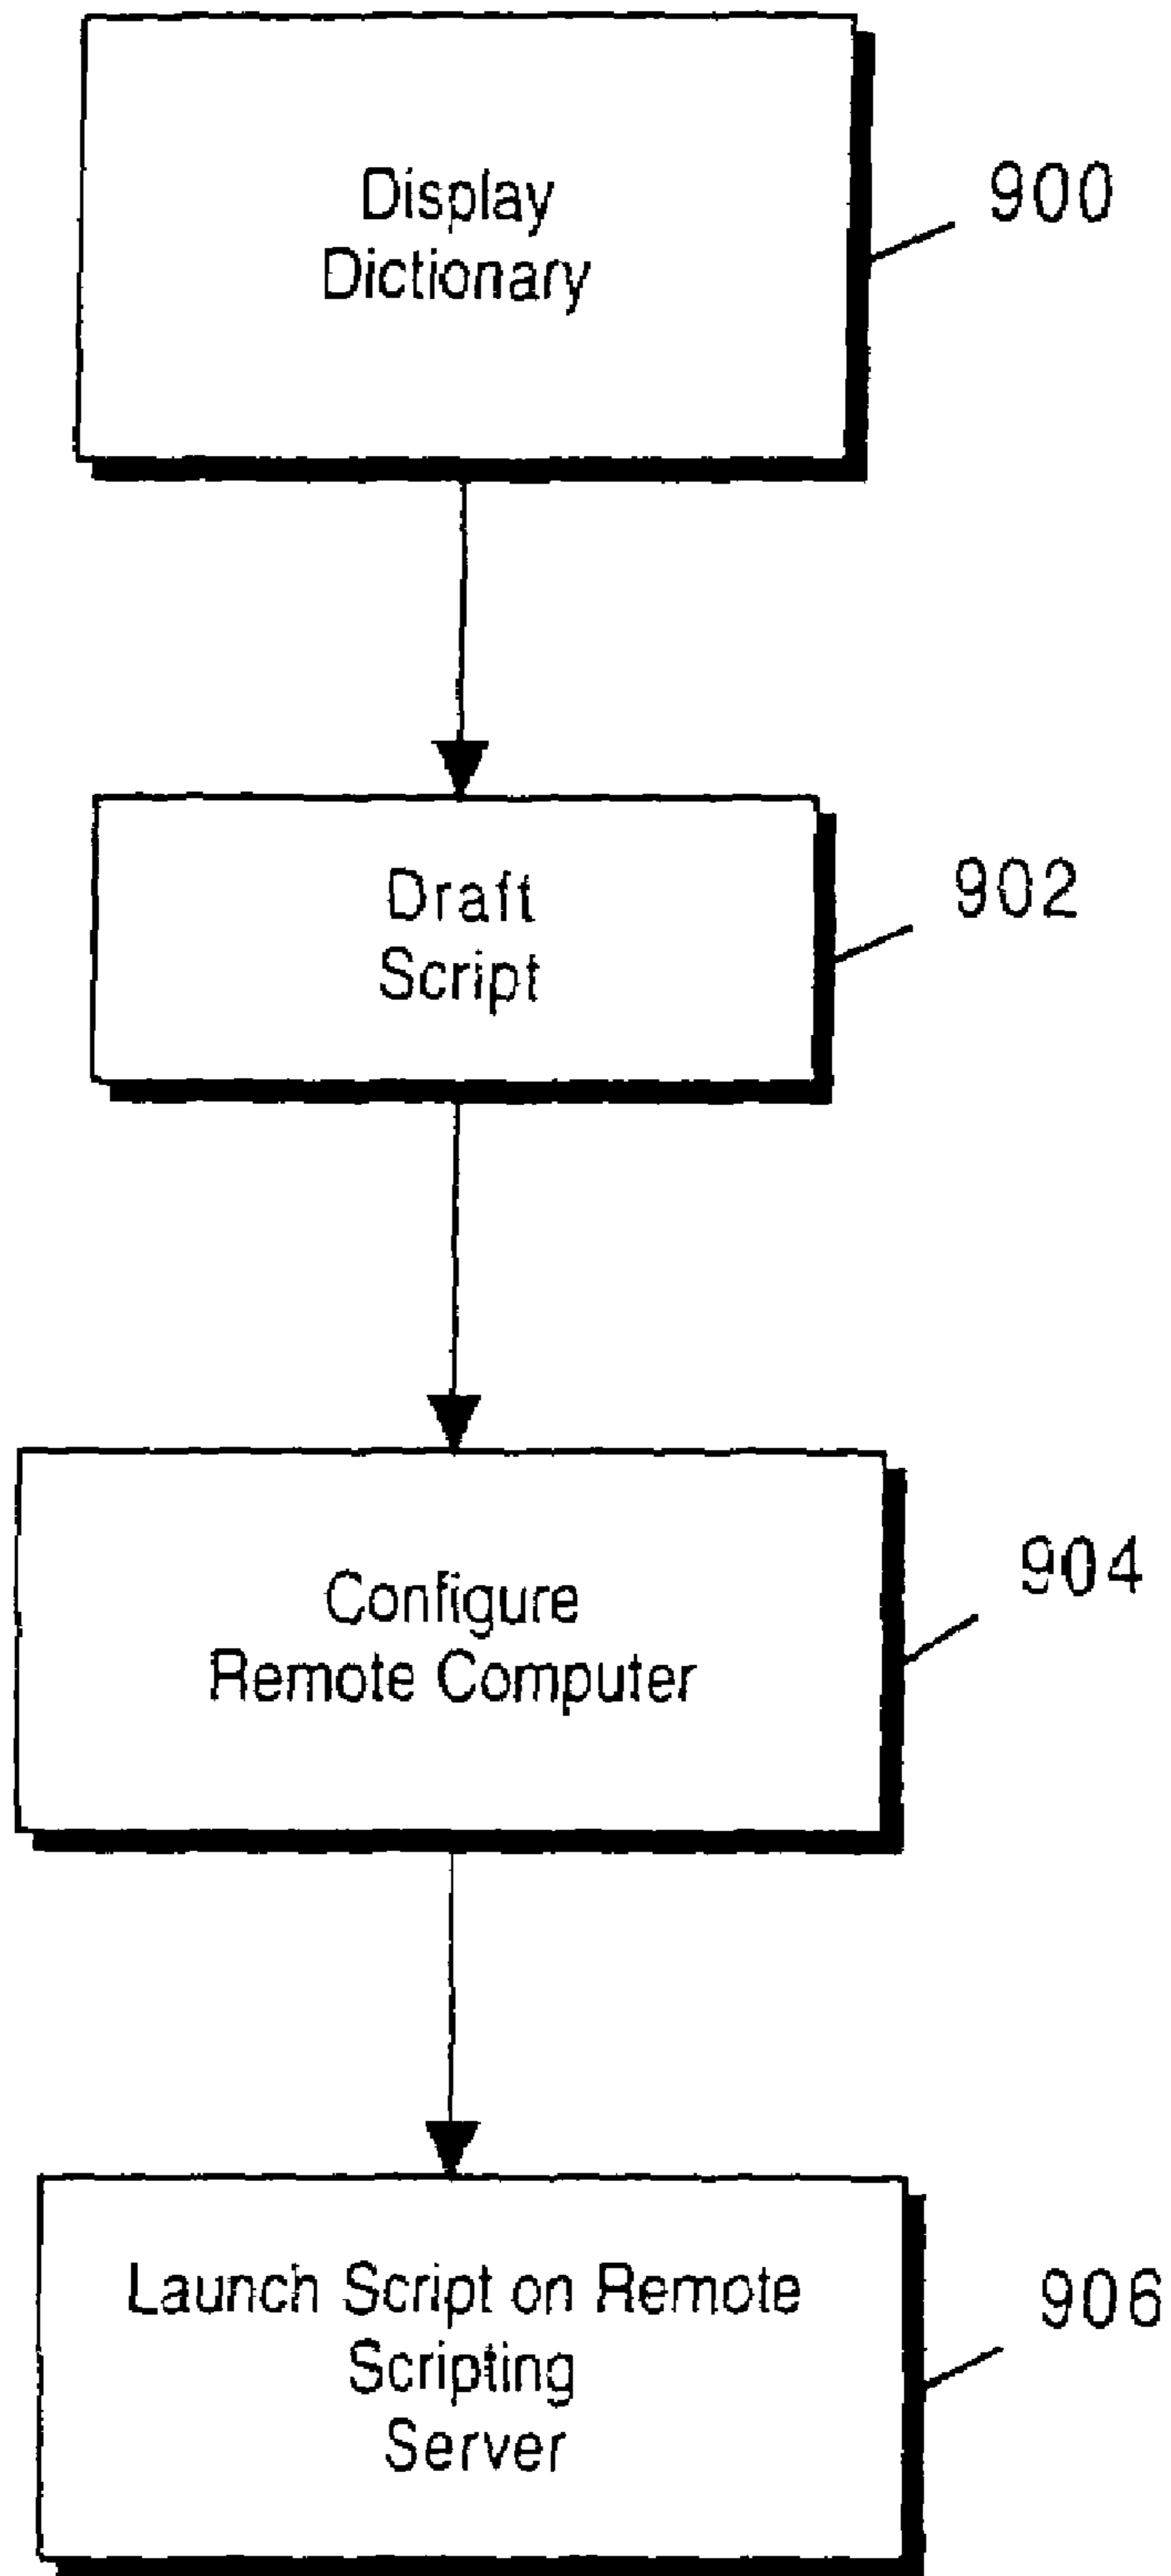 Display
Dictionary
900
Draft
Script
902
Configure
Remote Computer
904
Launch Script on Remote
Scripting
Server
906